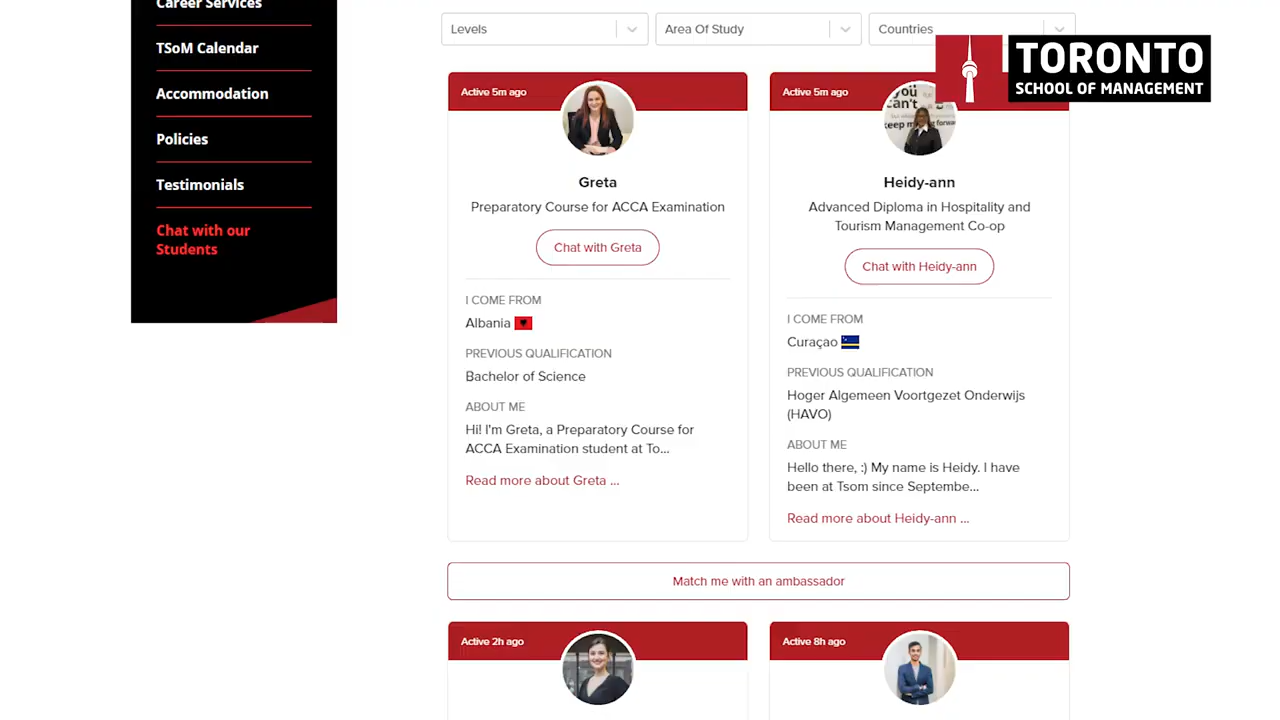 Career Services
TSoM Calendar
Accommodation
Policies
Testimonials
Chat with our
Students
Levels
Area Of Study
Countries
TORONTO
SCHOOL OF MANAGEMENT
Active 5m ago
Greta
Preparatory Course for ACCA Examination
Chat with Greta
I COME FROM
Albania
PREVIOUS QUALIFICATION
Bachelor of Science
ABOUT ME
Hi! I'm Greta, a Preparatory Course for
ACCA Examination student at To...
Read more about Greta ...
Active 5m ago
you
can't
keep moving forward
Heidy-ann
Advanced Diploma in Hospitality and
Tourism Management Co-op
Chat with Heidy-ann
I COME FROM
Curaçao
PREVIOUS QUALIFICATION
Hoger Algemeen Voortgezet Onderwijs
(HAVO)
ABOUT ME
Hello there, :) My name is Heidy. I have
been at Tsom since Septembe...
Read more about Heidy-ann ...
Match me with an ambassador
Active 2h ago
Active 8h ago